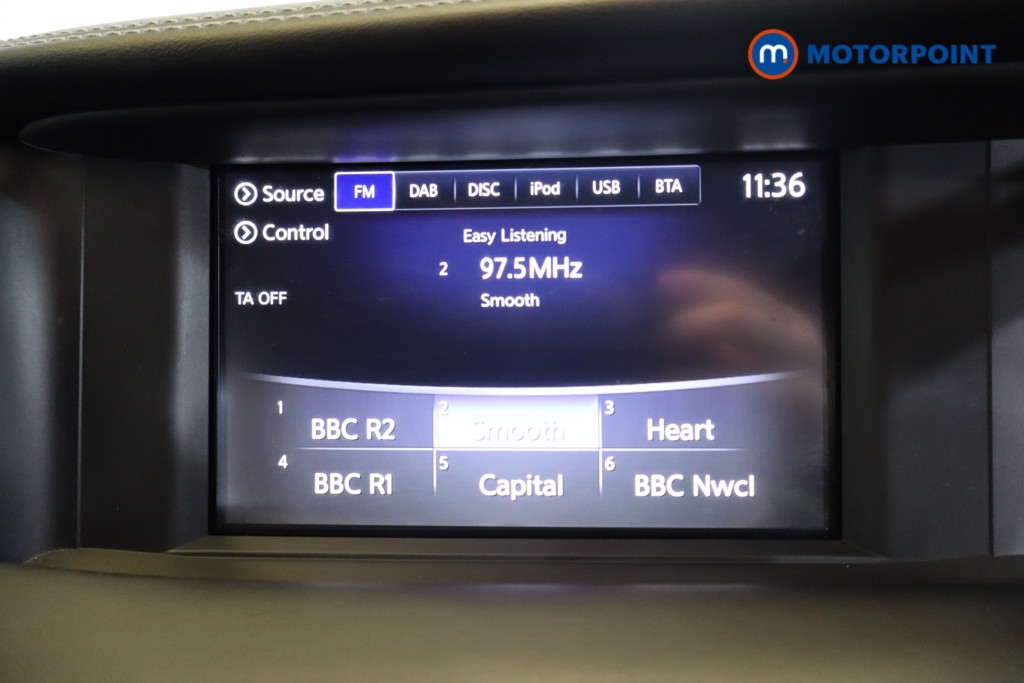 m MOTORPOINT
Source FM DAB DISC iPod USB BTA 11:36
Control
Easy Listening
2 97.5MHz
TA OFF
Smooth
1 BBC R2 2 Smooth 3 Heart
4 BBC R1 5 Capital 6 BBC Nwcl